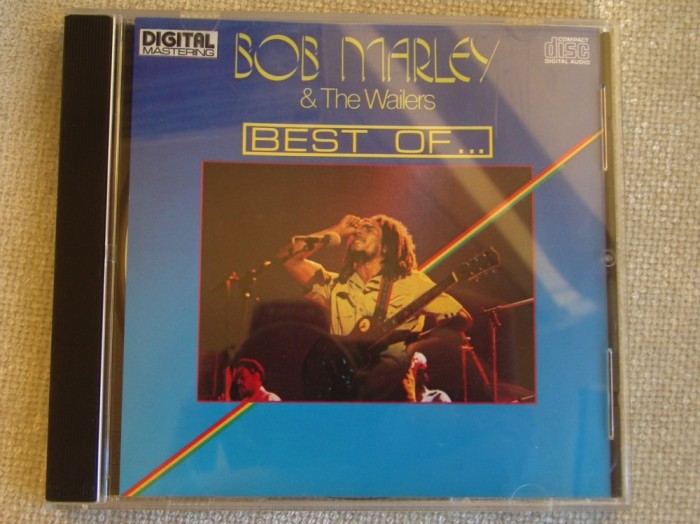 DIGITAL
MASTERING
BOB MARLEY
& The Wailers
BEST OF...
COMPACT
disc
DIGITAL AUDIO